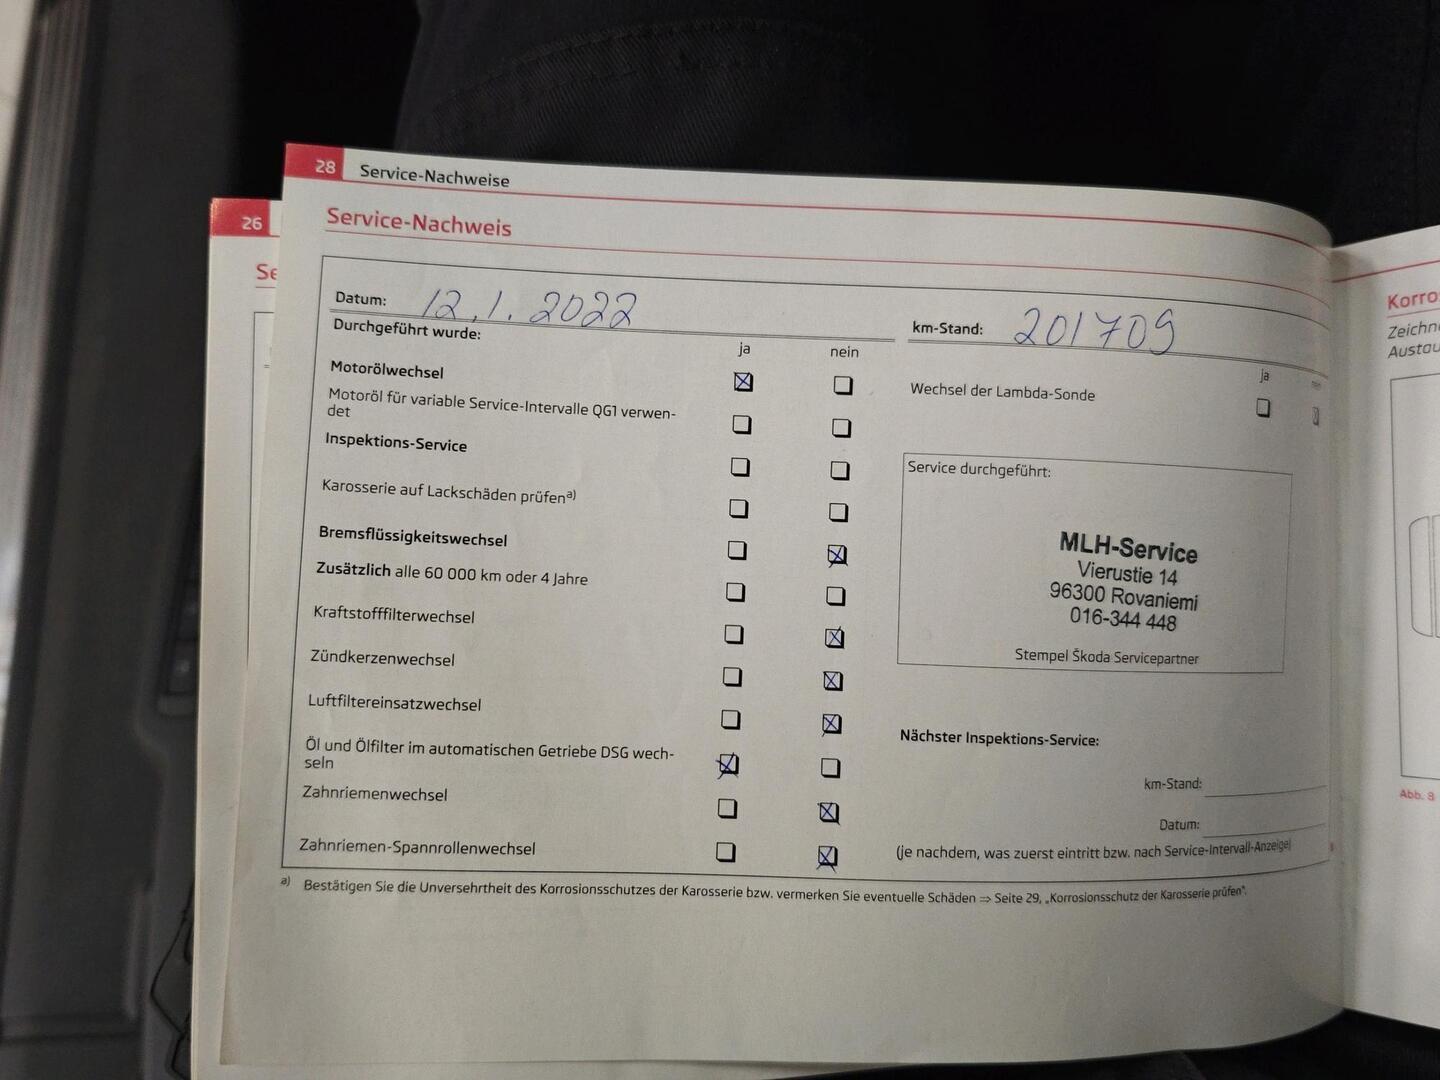 28 Service-Nachweise
Service-Nachweis
26
Se
Datum: 12.1.2022
km-Stand: 201709
Durchgeführt wurde:
ja nein
Motorölwechsel
Motoröl für variable Service-Intervalle QG1 verwen-
det
Inspektions-Service
Karosserie auf Lackschäden prüfen a)
Bremsflüssigkeitswechsel
Zusätzlich alle 60 000 km oder 4 Jahre
Kraftstofffilterwechsel
Zündkerzenwechsel
Luftfiltereinsatzwechsel
Öl und Ölfilter im automatischen Getriebe DSG wech-
seln
Zahnriemenwechsel
Zahnriemen-Spannrollenwechsel
ja nein
Wechsel der Lambda-Sonde
Service durchgeführt:
MLH-Service
Vierustie 14
96300 Rovaniemi
016-344 448
Stempel Škoda Servicepartner
Nächster Inspektions-Service:
km-Stand:
Datum:
(je nachdem, was zuerst eintritt bzw. nach Service-Intervall-Anzeige)
a) Bestätigen Sie die Unversehrtheit des Korrosionsschutzes der Karosserie bzw. vermerken Sie eventuelle Schäden ⇒ Seite 29, „Korrosionsschutz der Karosserie prüfen“.
Korro
Zeichn
Austau
Abb. 8